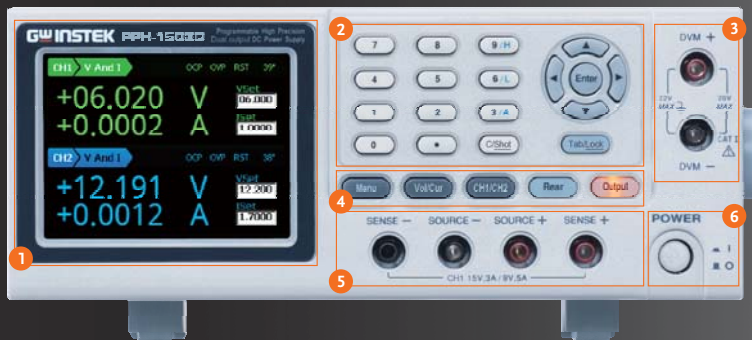 GWINSTEK PPH-1503D Programmable High Precision
Dual output DC Power Supply
CH1 V And I OCP OVP RST 39°
+06.020 V VSet
06.000
+0.0002 A ISet
1.0000
CH2 V And I OCP OVP RST 38°
+12.191 V VSet
12.200
+0.0012 A ISet
1.7000
1
2
7 8 9/H
4 5 6/L
1 2 3/A
0 • C/Shot
Enter
Tab/Lock
3
DVM +
MAX
20V
MAX
CAT I
DVM −
4
Menu Vol/Cur CH1/CH2 Rear Output
SENSE − SOURCE − SOURCE + SENSE +
CH1 15V,3A/9V,5A
5
POWER
6